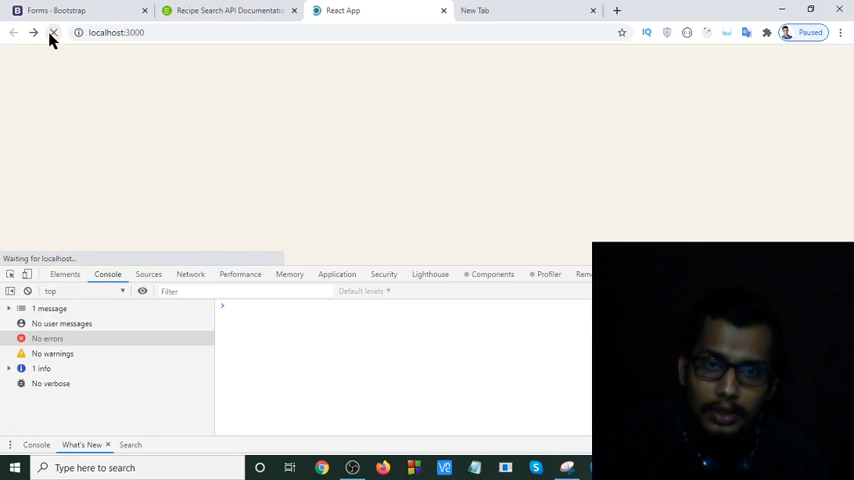 Forms · Bootstrap
Recipe Search API Documentation
React App
New Tab
localhost:3000
IQ
Paused
Waiting for localhost...
Elements
Console
Sources
Network
Performance
Memory
Application
Security
Lighthouse
Components
Profiler
top
Filter
Default levels
1 message
No user messages
No errors
No warnings
1 info
No verbose
Console
What's New
Search
Type here to search